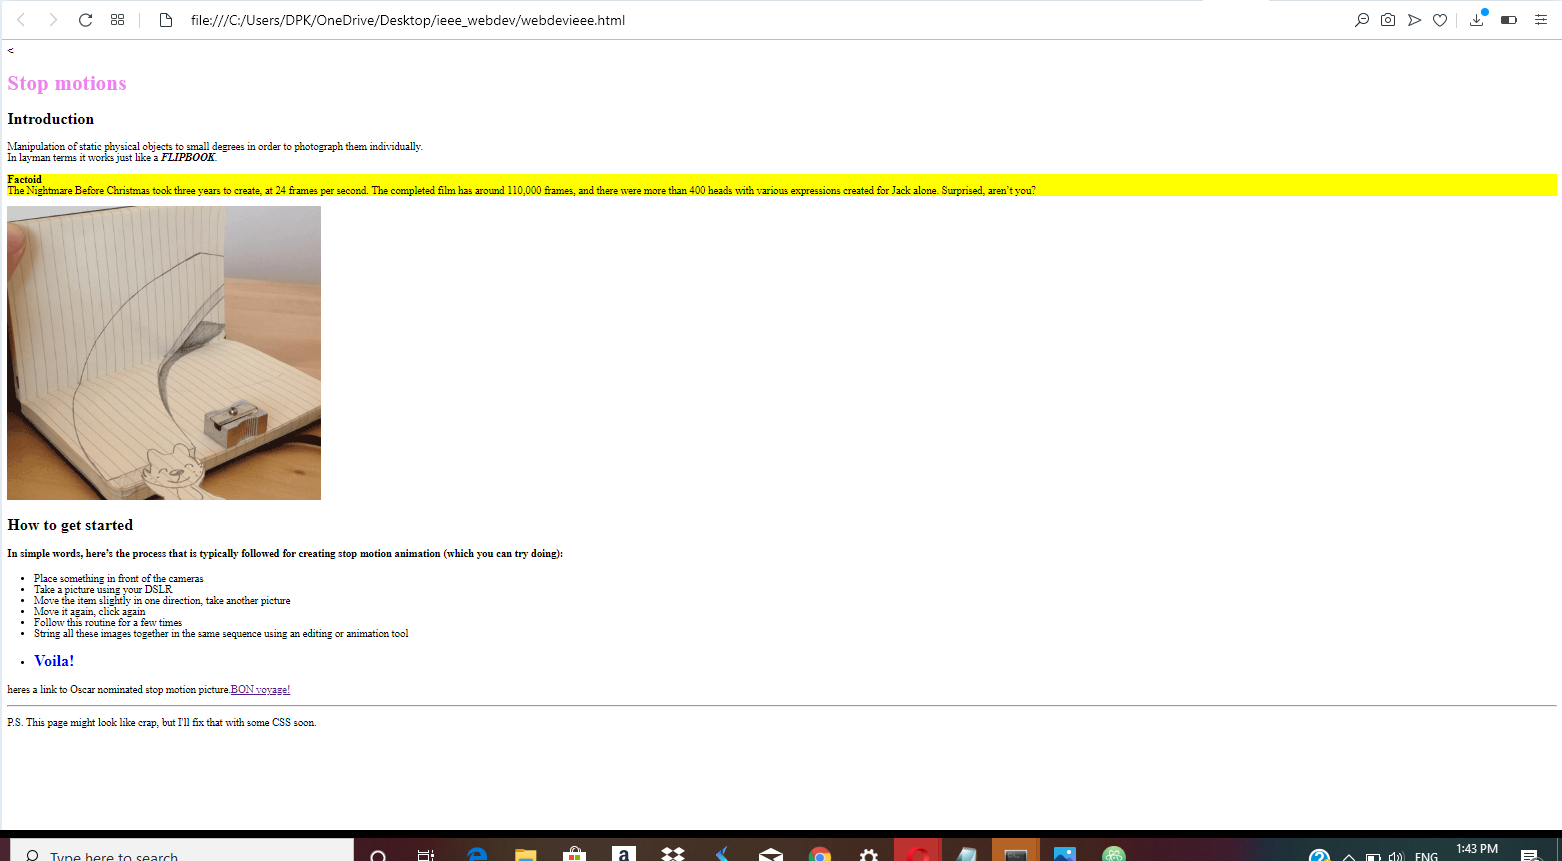 file:///C:/Users/DPK/OneDrive/Desktop/ieee_webdev/webdevieee.html
<
Stop motions
Introduction
Manipulation of static physical objects to small degrees in order to photograph them individually.
In layman terms it works just like a FLIPBOOK.
Factoid
The Nightmare Before Christmas took three years to create, at 24 frames per second. The completed film has around 110,000 frames, and there were more than 400 heads with various expressions created for Jack alone. Surprised, aren't you?
How to get started
In simple words, here's the process that is typically followed for creating stop motion animation (which you can try doing):
• Place something in front of the cameras
• Take a picture using your DSLR
• Move the item slightly in one direction, take another picture
• Move it again, click again
• Follow this routine for a few times
• String all these images together in the same sequence using an editing or animation tool
• Voila!
heres a link to Oscar nominated stop motion picture.BON voyage!
P.S. This page might look like crap, but I'll fix that with some CSS soon.
Type here to search
a
ENG
1:43 PM